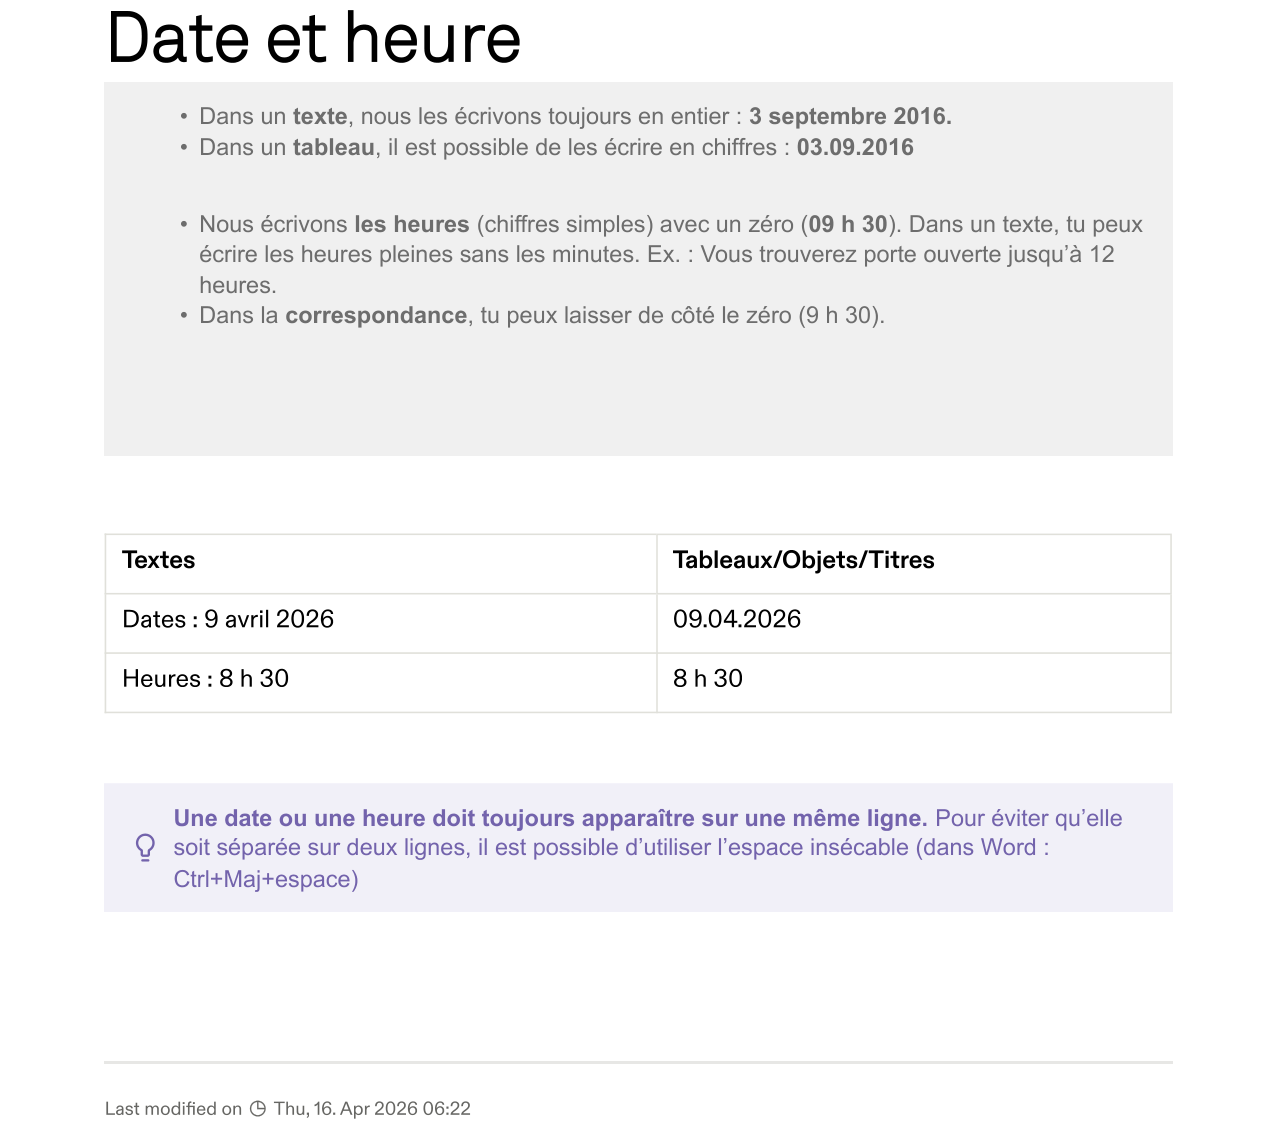 Date et heure
• Dans un texte, nous les écrivons toujours en entier : 3 septembre 2016.
• Dans un tableau, il est possible de les écrire en chiffres : 03.09.2016
• Nous écrivons les heures (chiffres simples) avec un zéro (09 h 30). Dans un texte, tu peux
écrire les heures pleines sans les minutes. Ex. : Vous trouverez porte ouverte jusqu’à 12
heures.
• Dans la correspondance, tu peux laisser de côté le zéro (9 h 30).
Textes Tableaux/Objets/Titres
Dates : 9 avril 2026 09.04.2026
Heures : 8 h 30 8 h 30
Une date ou une heure doit toujours apparaître sur une même ligne. Pour éviter qu’elle
soit séparée sur deux lignes, il est possible d’utiliser l’espace insécable (dans Word :
Ctrl+Maj+espace)
Last modified on Thu, 16. Apr 2026 06:22